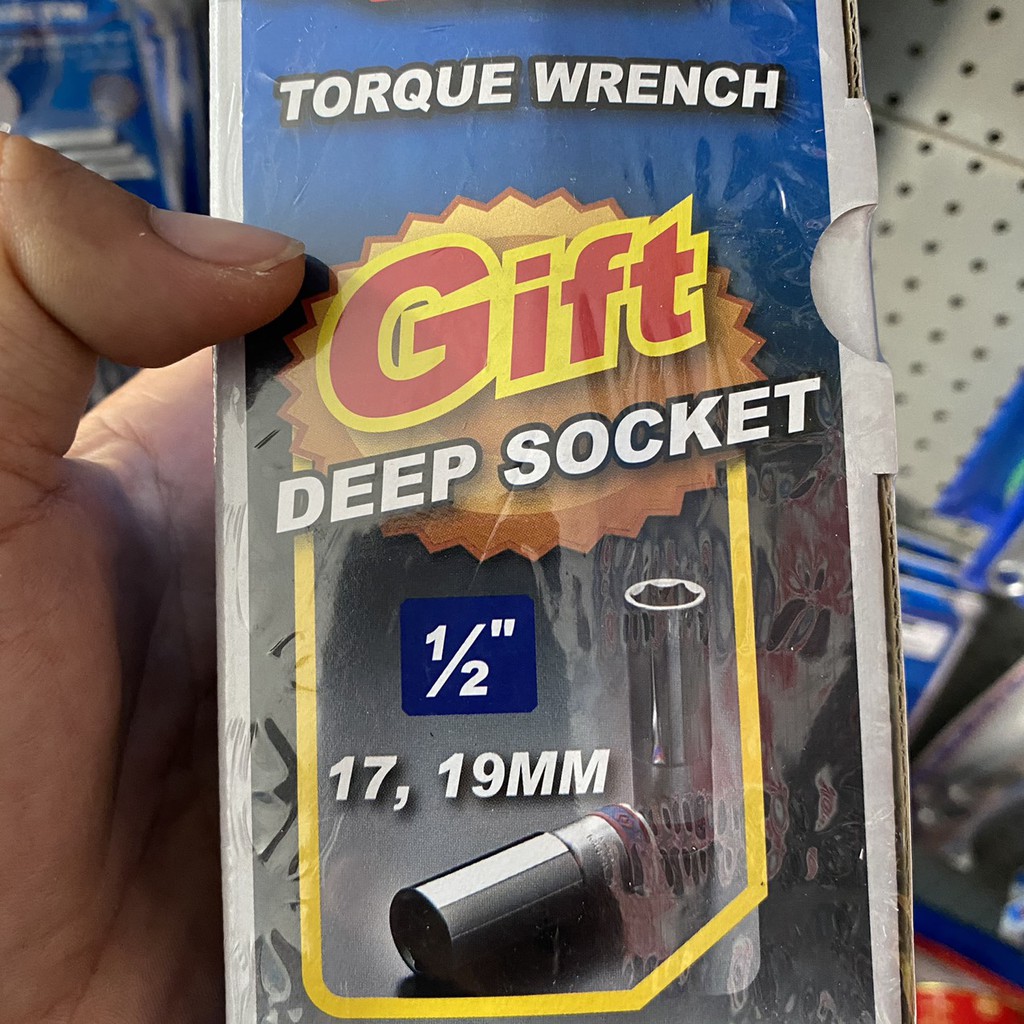 TORQUE WRENCH
Gift
DEEP SOCKET
1/2"
17, 19MM